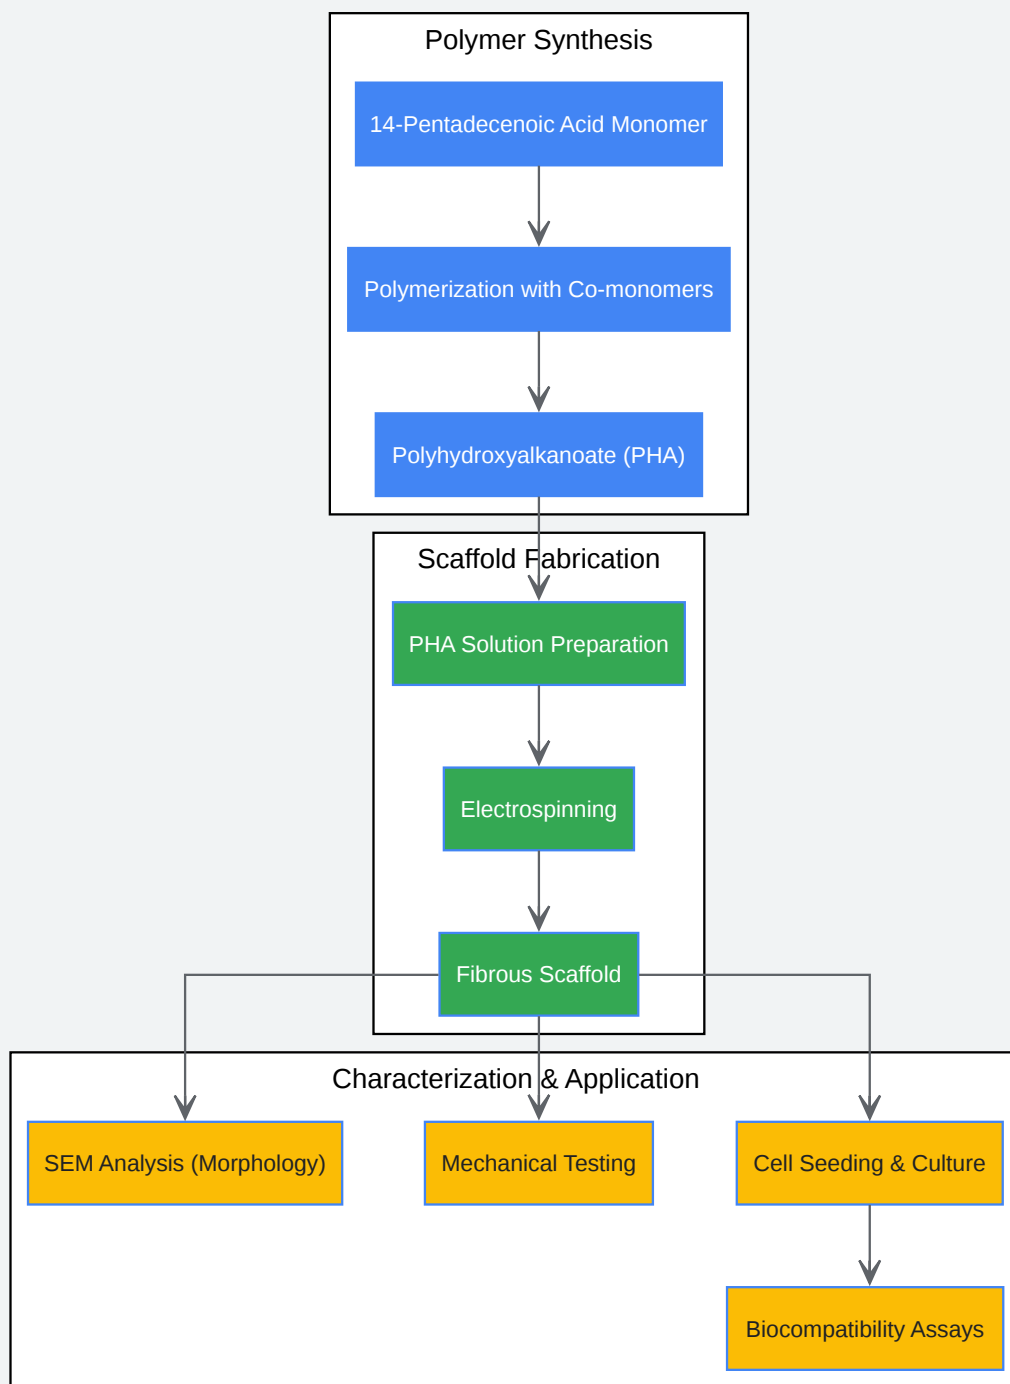 Polymer Synthesis
14-Pentadecenoic Acid Monomer
Polymerization with Co-monomers
Polyhydroxyalkanoate (PHA)
Scaffold Fabrication
PHA Solution Preparation
Electrospinning
Fibrous Scaffold
Characterization & Application
SEM Analysis (Morphology)
Mechanical Testing
Cell Seeding & Culture
Biocompatibility Assays